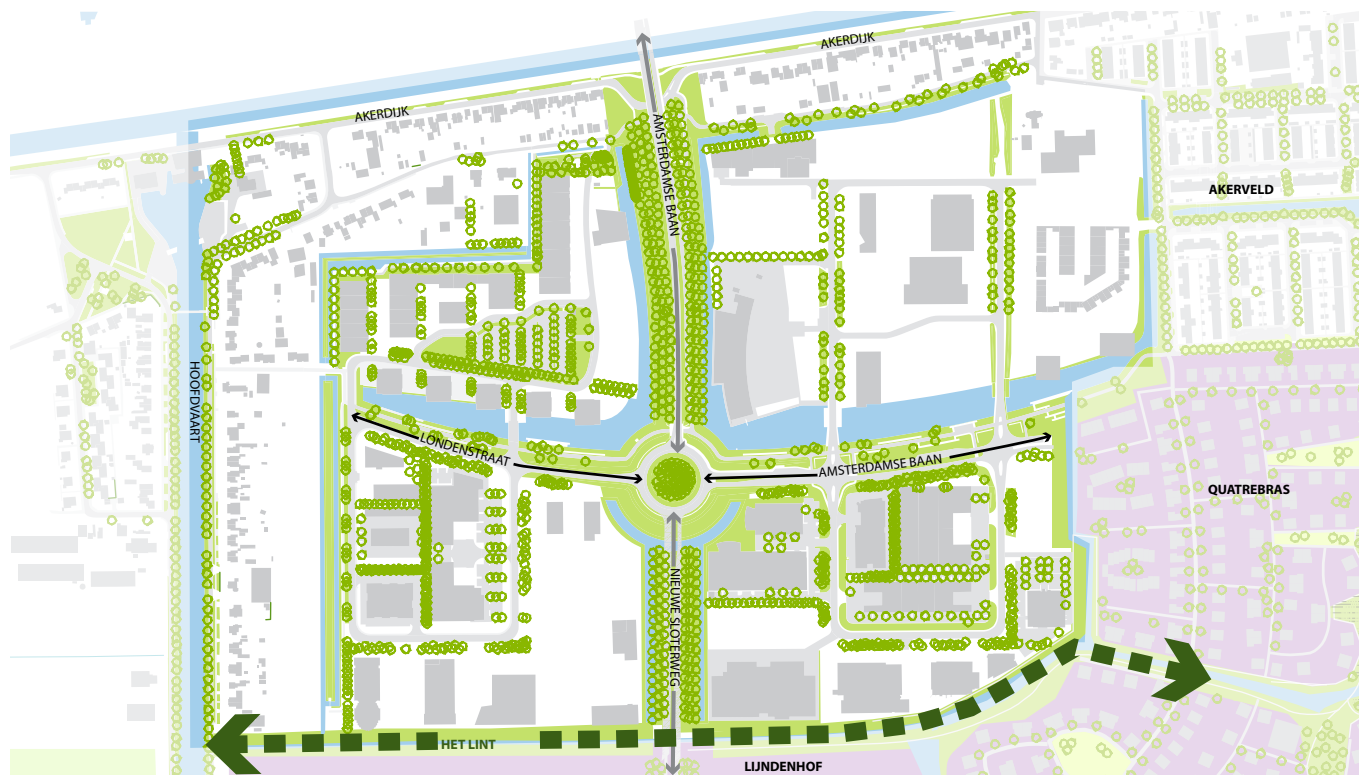 AKERDIJK
AKERDIJK
AMSTERDAMSE BAAN
AKERVELD
HOOFDVAART
LONDENSTRAAT
AMSTERDAMSE BAAN
QUATREBRAS
NIEUWE SLOTERWEG
HET LINT
LIJNDENHOF